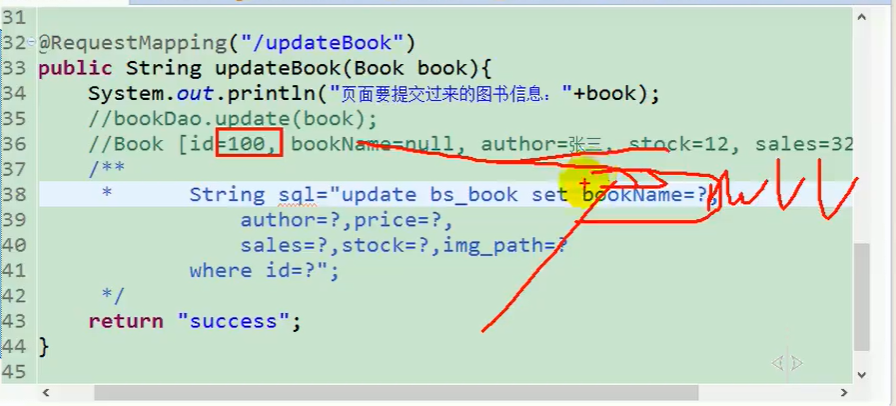 31
32 @RequestMapping("/updateBook")
33 public String updateBook(Book book){
34 System.out.println("页面要提交过来的图书信息: "+book);
35 //bookDao.update(book);
36 //Book [id=100, bookName=null, author=张三, stock=12, sales=32
37 /**
38 * String sql="update bs_book set bookName=?,
39 author=?,price=?,
40 sales=?,stock=?,img_path=?
41 where id=?";
42 */
43 return "success";
44 }
45